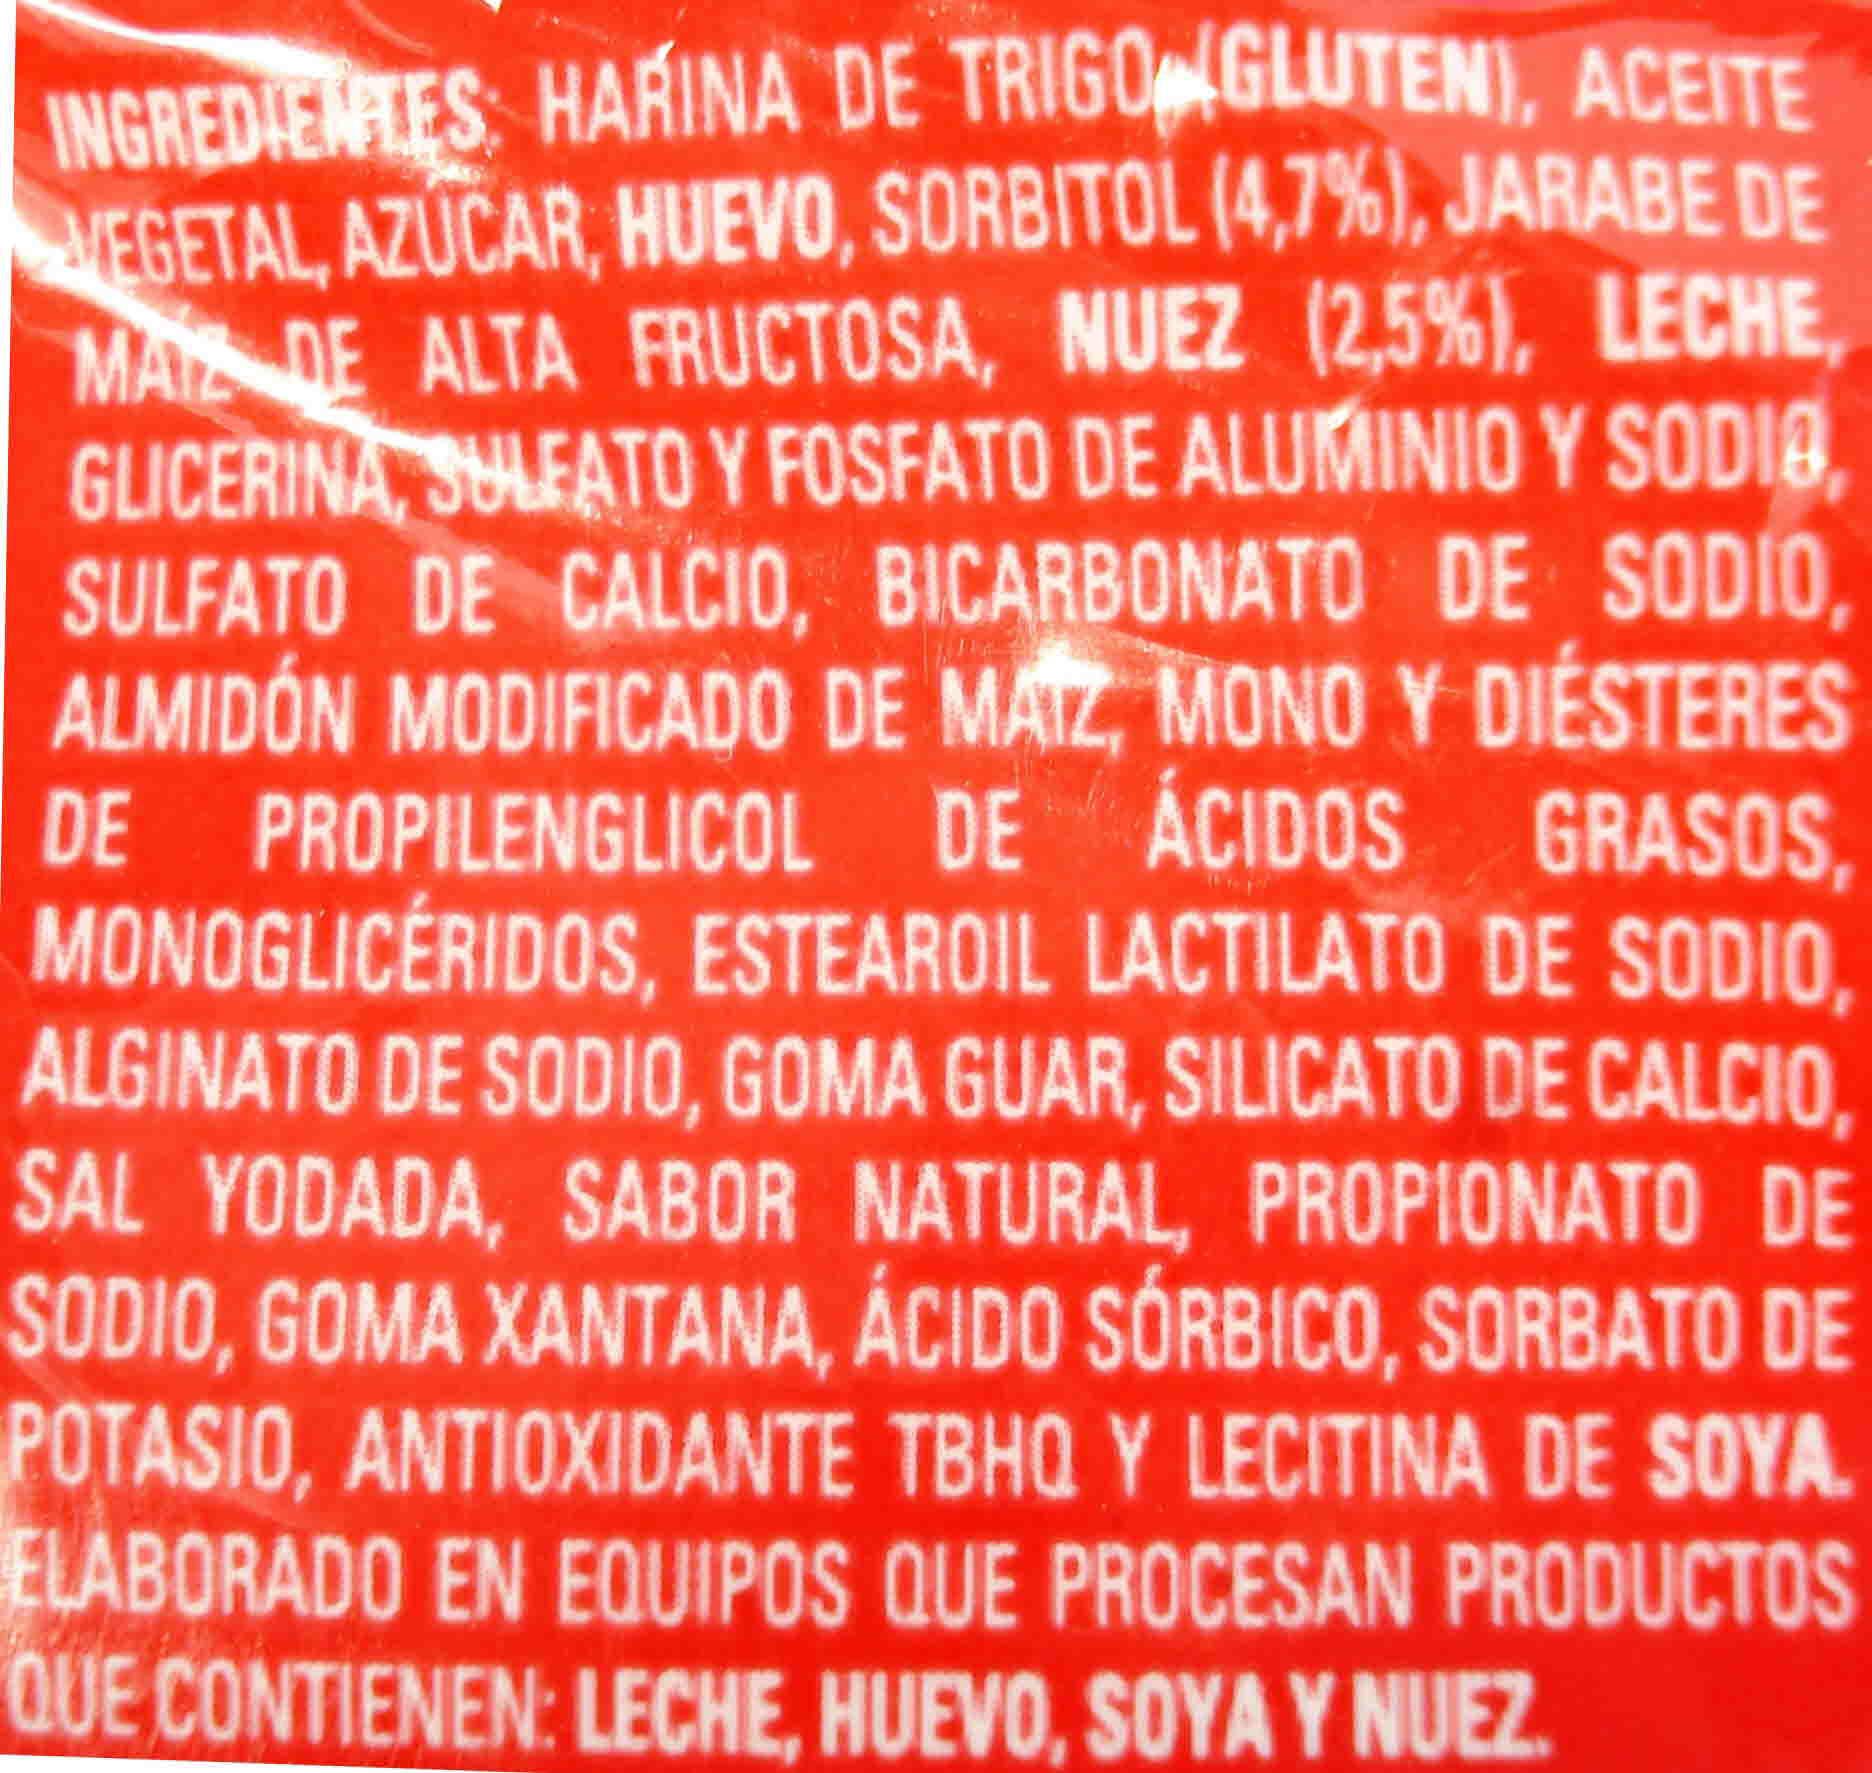 INGREDIENTES: HARINA DE TRIGO (GLUTEN), ACEITE
VEGETAL, AZÚCAR, HUEVO, SORBITOL (4,7%), JARABE DE
MAÍZ DE ALTA FRUCTOSA, NUEZ (2,5%), LECHE,
GLICERINA, SULFATO Y FOSFATO DE ALUMINIO Y SODIO,
SULFATO DE CALCIO, BICARBONATO DE SODIO,
ALMIDÓN MODIFICADO DE MAÍZ, MONO Y DIÉSTERES
DE PROPILENGLICOL DE ÁCIDOS GRASOS,
MONOGLICÉRIDOS, ESTEAROIL LACTILATO DE SODIO,
ALGINATO DE SODIO, GOMA GUAR, SILICATO DE CALCIO,
SAL YODADA, SABOR NATURAL, PROPIONATO DE
SODIO, GOMA XANTANA, ÁCIDO SÓRBICO, SORBATO DE
POTASIO, ANTIOXIDANTE TBHQ Y LECITINA DE SOYA.
ELABORADO EN EQUIPOS QUE PROCESAN PRODUCTOS
QUE CONTIENEN: LECHE, HUEVO, SOYA Y NUEZ.